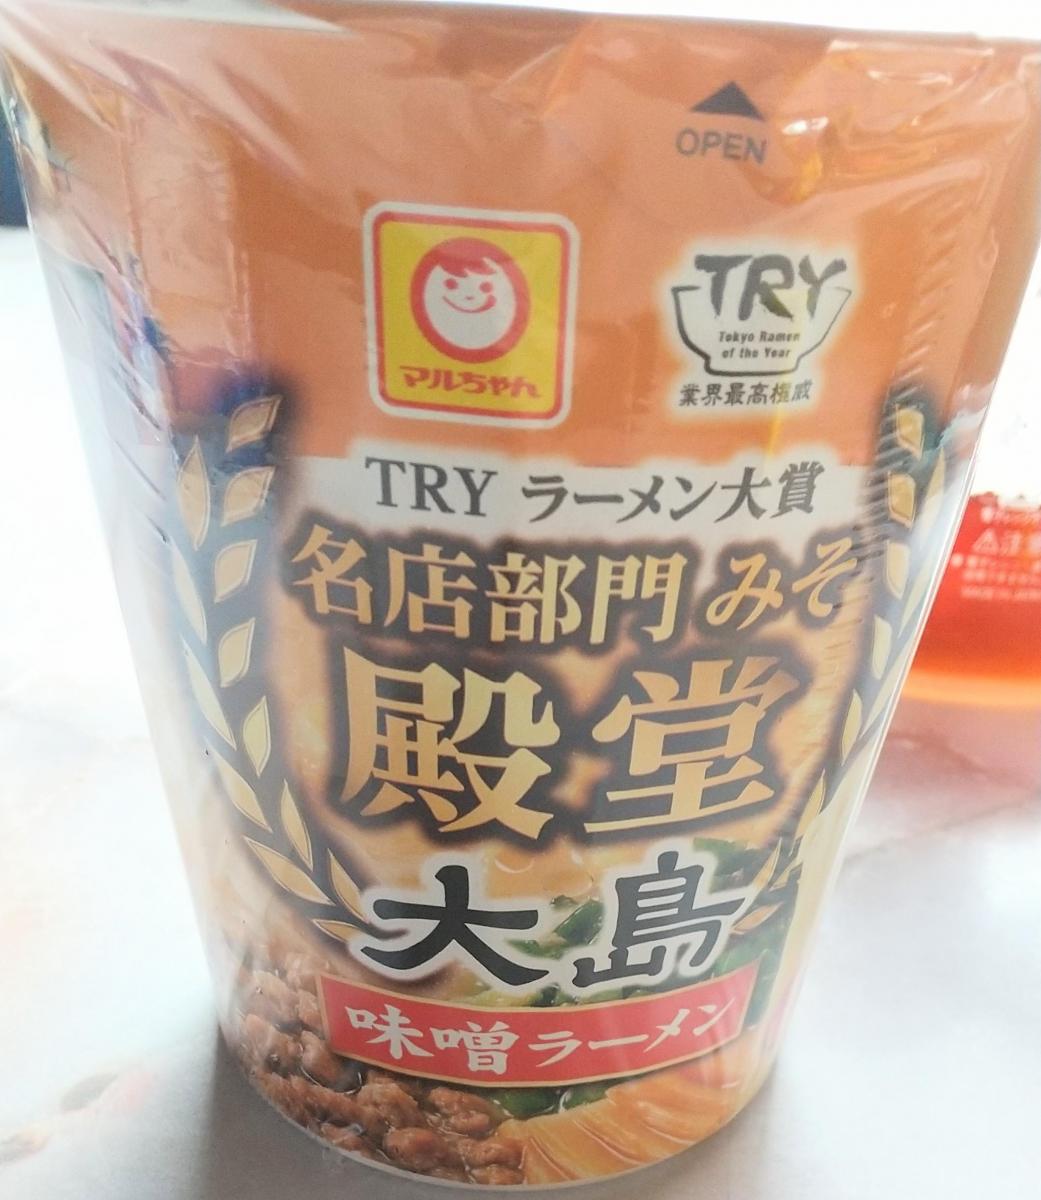 OPEN
マルちゃん
TRY
Tokyo Ramen
of the Year
業界最高権威
TRY ラーメン大賞
名店部門 みそ
殿堂
大島
味噌ラーメン
注意